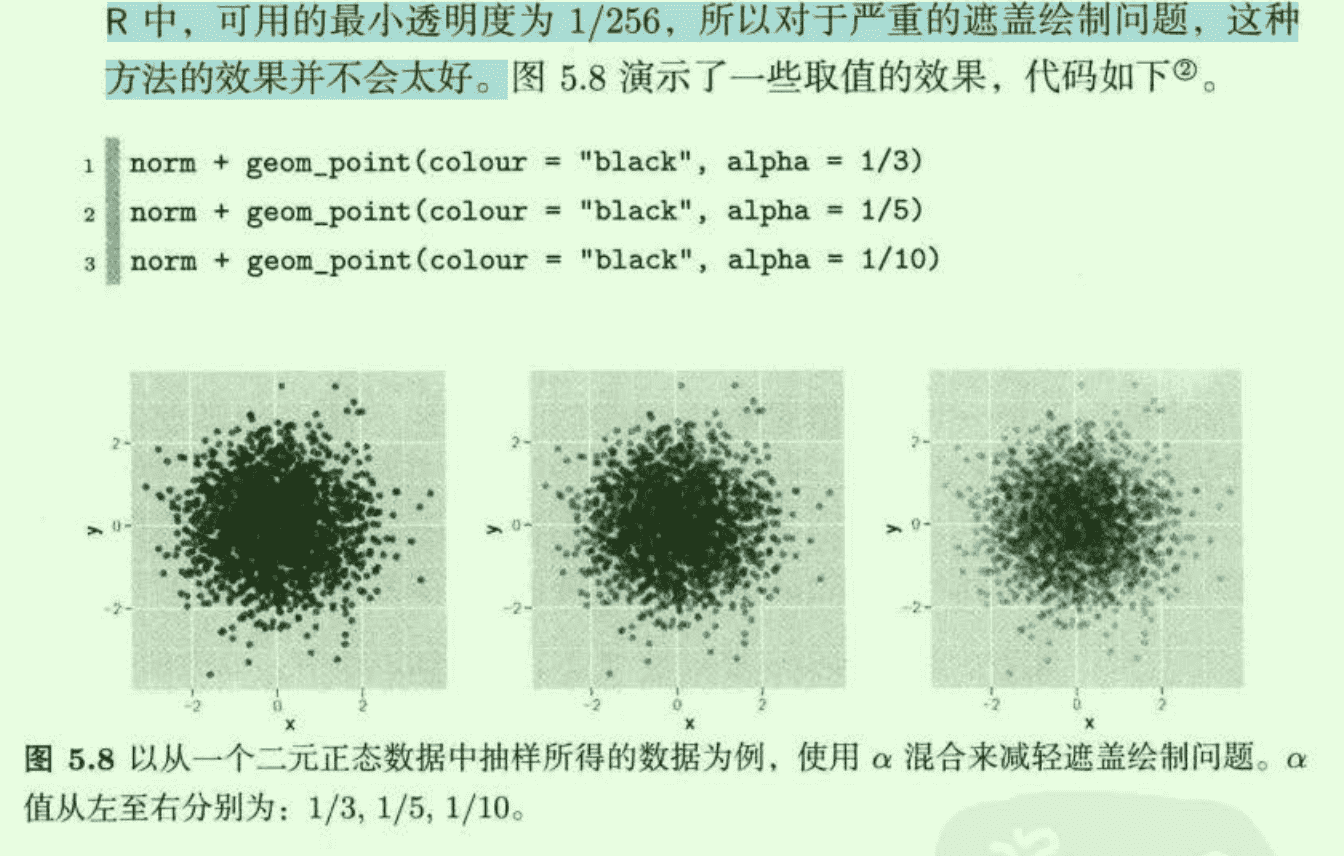 R 中，可用的最小透明度为 1/256，所以对于严重的遮盖绘制问题，这种
方法的效果并不会太好。图 5.8 演示了一些取值的效果，代码如下②。
1 norm + geom_point(colour = "black", alpha = 1/3)
2 norm + geom_point(colour = "black", alpha = 1/5)
3 norm + geom_point(colour = "black", alpha = 1/10)
2
0
-2
y
-2 0 2
x
2
0
-2
y
-2 0 2
x
2
0
-2
y
-2 0 2
x
图 5.8 以从一个二元正态数据中抽样所得的数据为例，使用 α 混合来减轻遮盖绘制问题。α
值从左至右分别为：1/3, 1/5, 1/10。